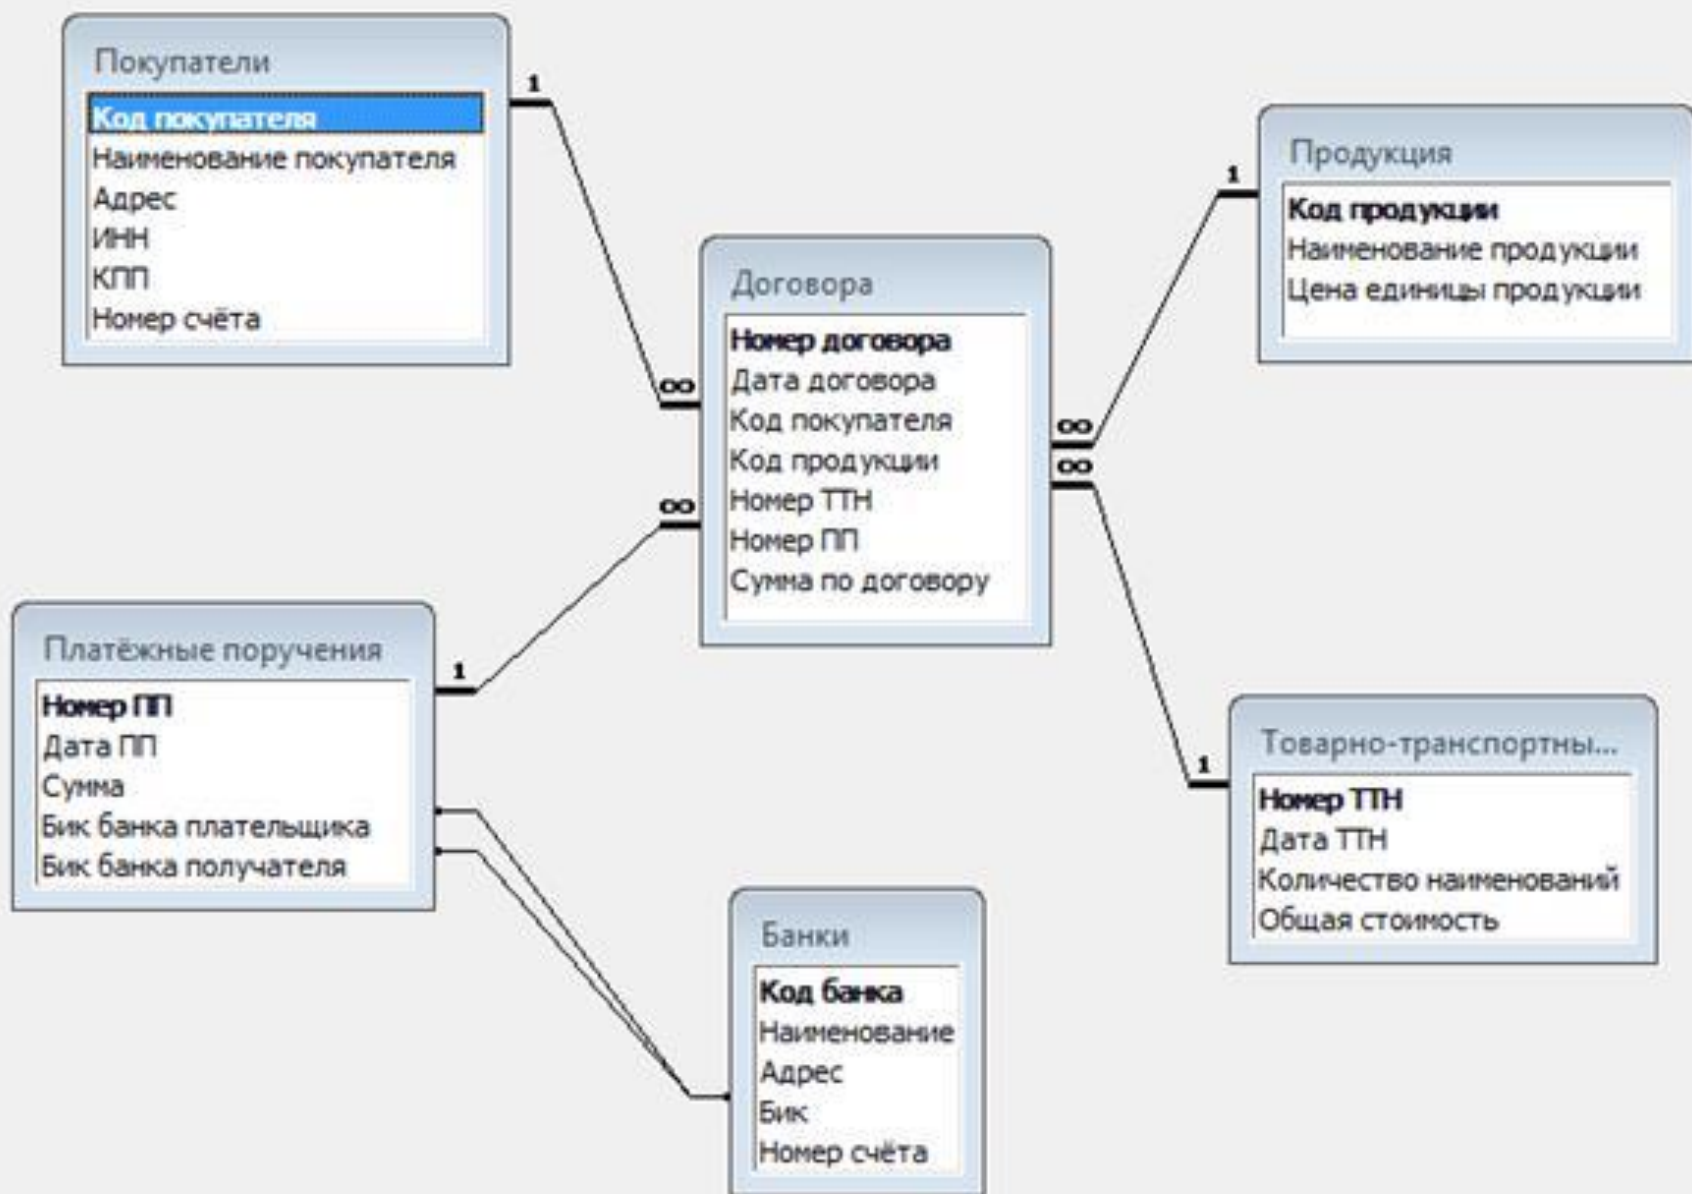 Покупатели
Код покупателя
Наименование покупателя
Адрес
ИНН
КПП
Номер счёта
1
∞
Продукция
Код продукции
Наименование продукции
Цена единицы продукции
1
∞
Договора
Номер договора
Дата договора
Код покупателя
Код продукции
Номер ТТН
Номер ПП
Сумма по договору
∞
∞
Платёжные поручения
Номер ПП
Дата ПП
Сумма
Бик банка плательщика
Бик банка получателя
1
Товарно-транспортны...
Номер ТТН
Дата ТТН
Количество наименований
Общая стоимость
1
Банки
Код банка
Наименование
Адрес
Бик
Номер счёта